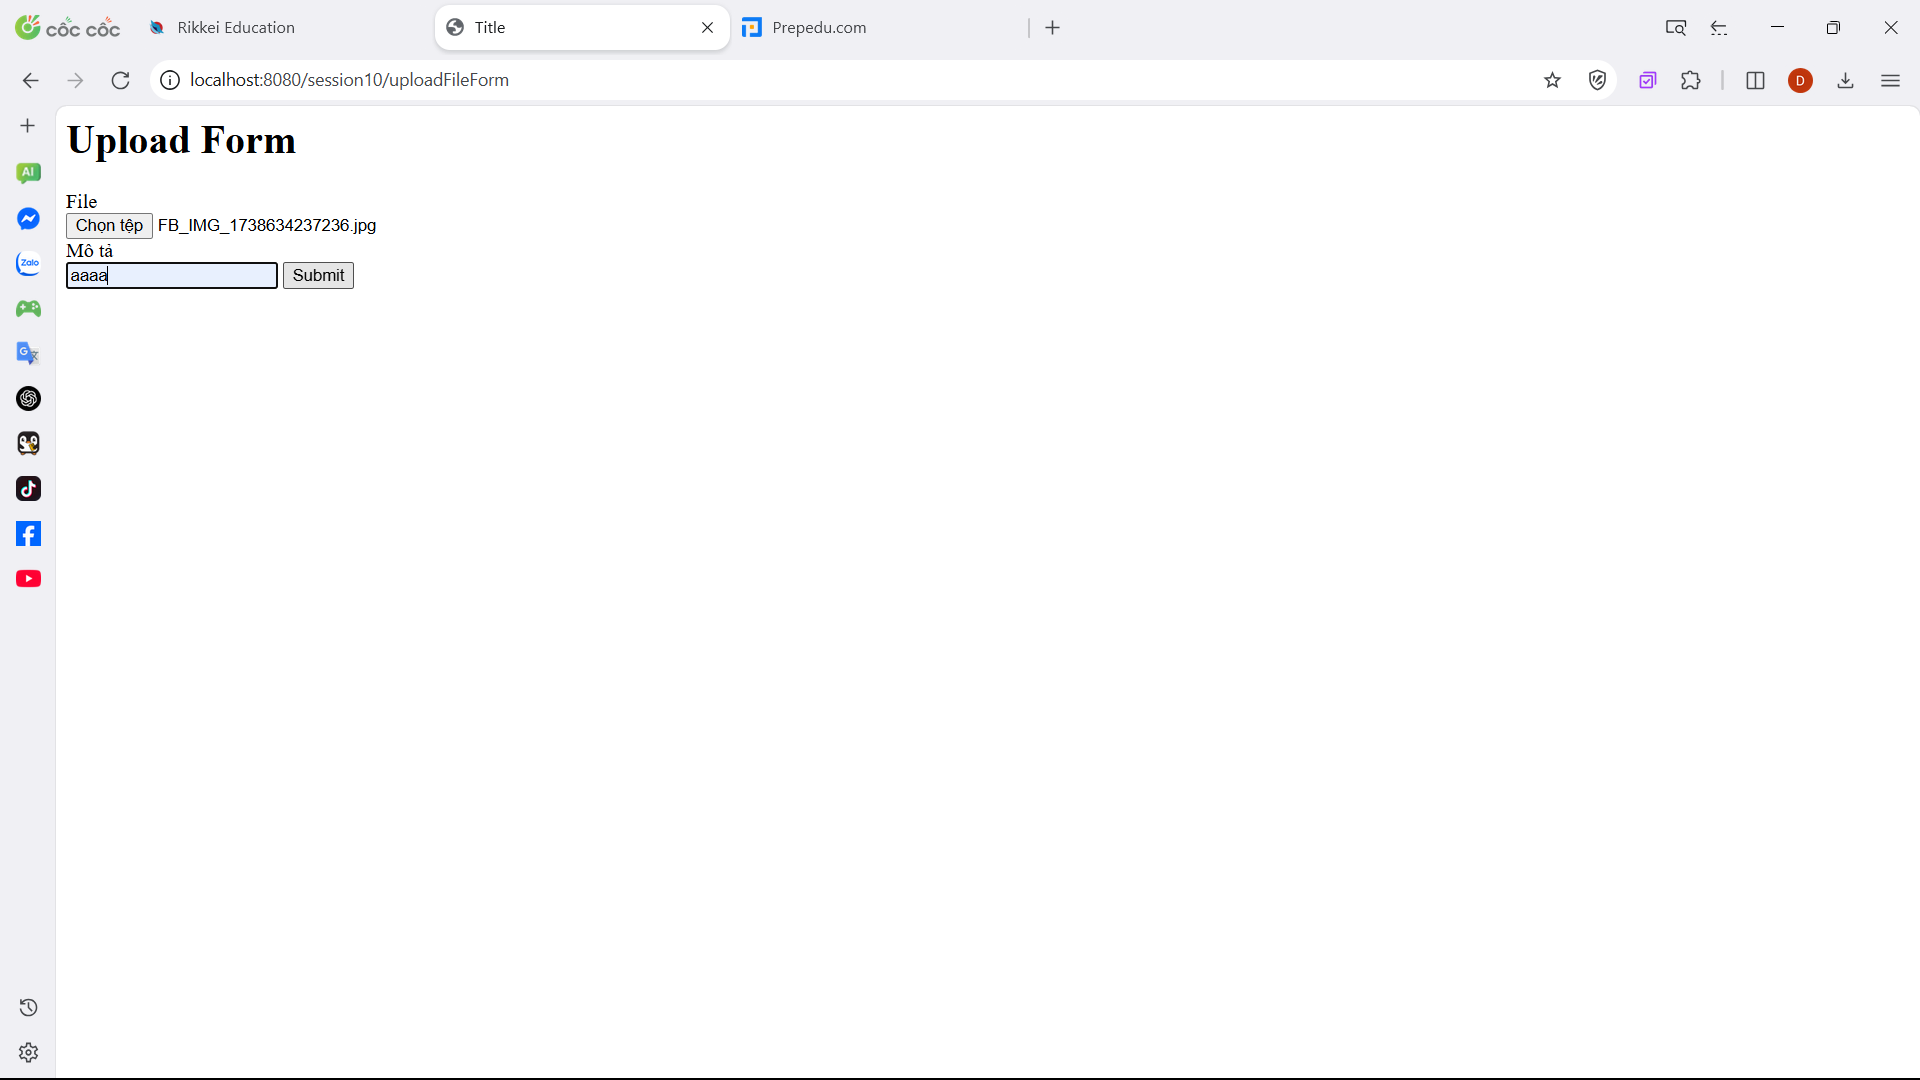 cốc cốc
Rikkei Education
Title
Prepedu.com
localhost:8080/session10/uploadFileForm
D
AI
Zalo
G
Upload Form
File
Chọn tệp FB_IMG_1738634237236.jpg
Mô tả
aaaa Submit